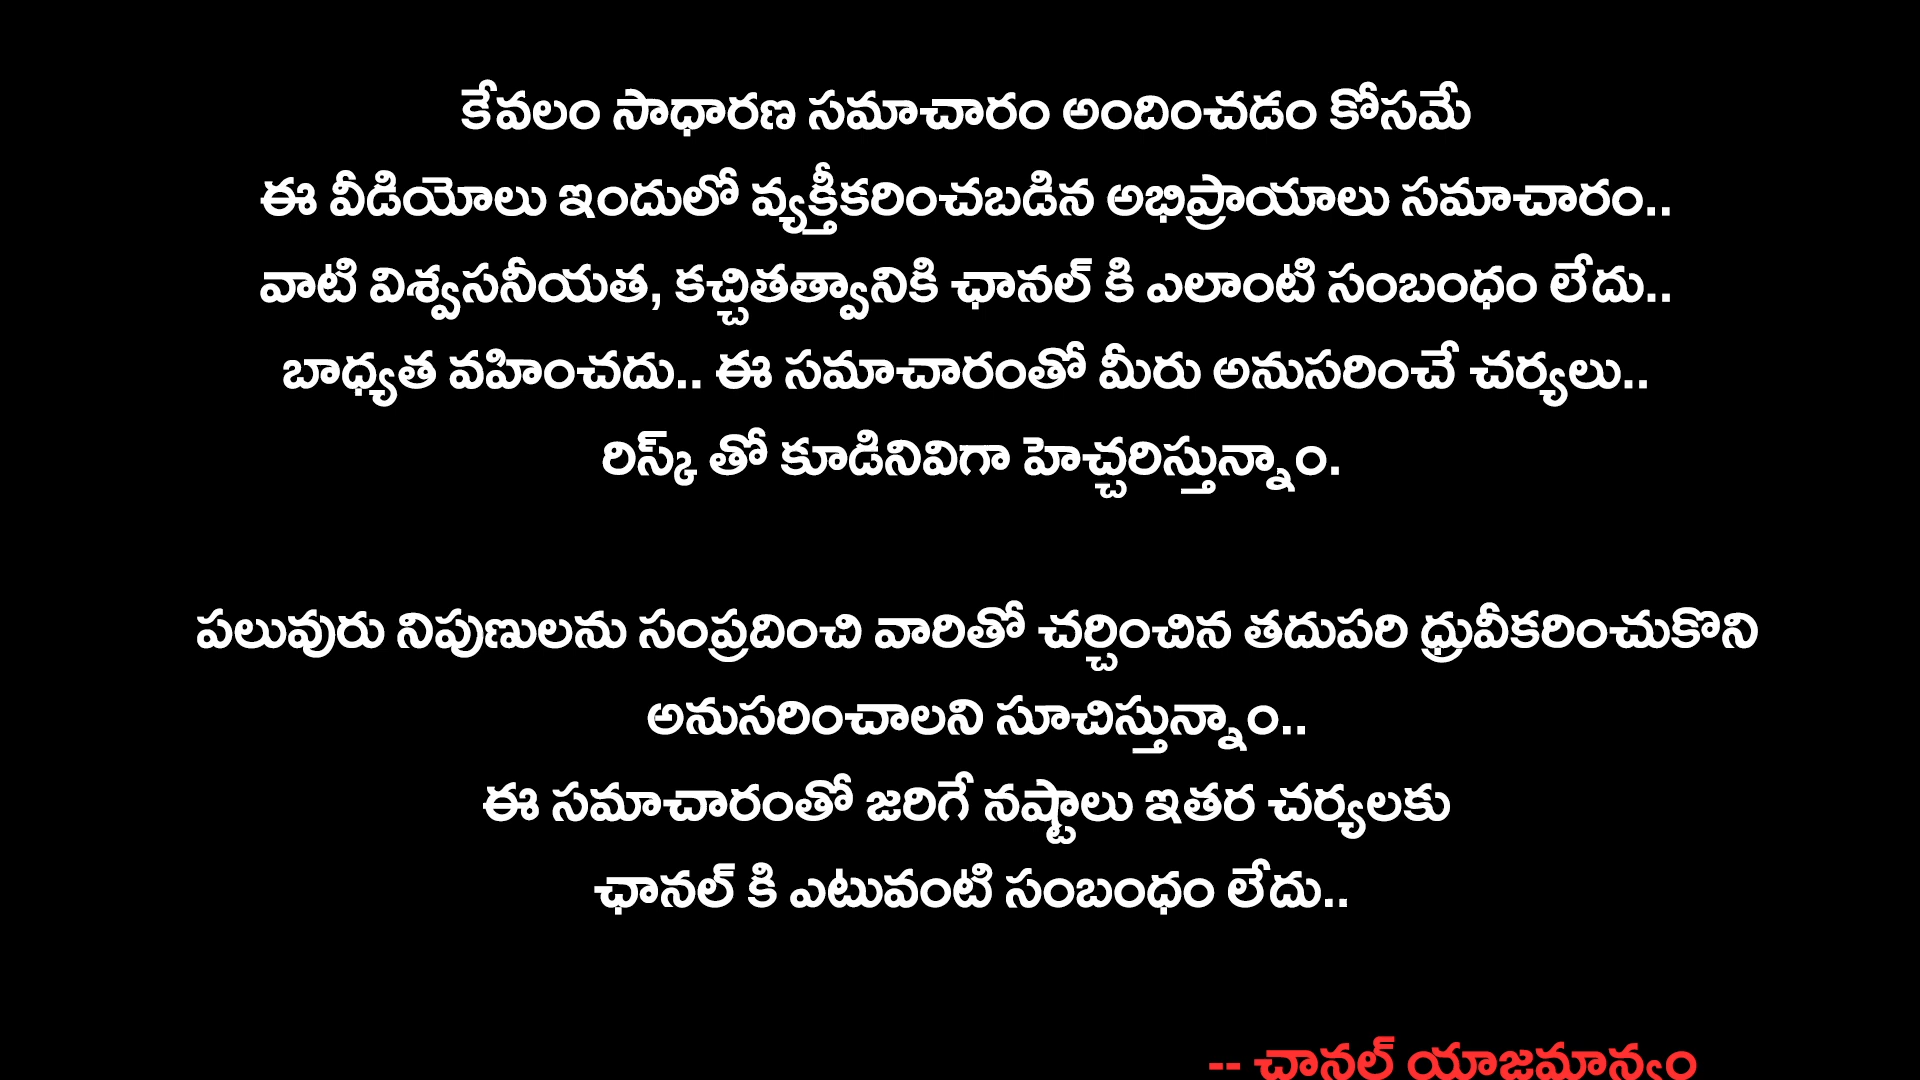 కేవలం సాధారణ సమాచారం అందించడం కోసమే
ఈ వీడియోలు ఇందులో వ్యక్తీకరించబడిన అభిప్రాయాలు సమాచారం..
వాటి విశ్వసనీయత, కచ్చితత్వానికి ఛానల్ కి ఎలాంటి సంబంధం లేదు..
బాధ్యత వహించదు.. ఈ సమాచారంతో మీరు అనుసరించే చర్యలు..
రిస్క్ తో కూడినివిగా హెచ్చరిస్తున్నాం.
పలువురు నిపుణులను సంప్రదించి వారితో చర్చించిన తదుపరి ధ్రువీకరించుకొని
అనుసరించాలని సూచిస్తున్నాం..
ఈ సమాచారంతో జరిగే నష్టాలు ఇతర చర్యలకు
ఛానల్ కి ఎటువంటి సంబంధం లేదు..
-- చానల్ యాజమాన్యం